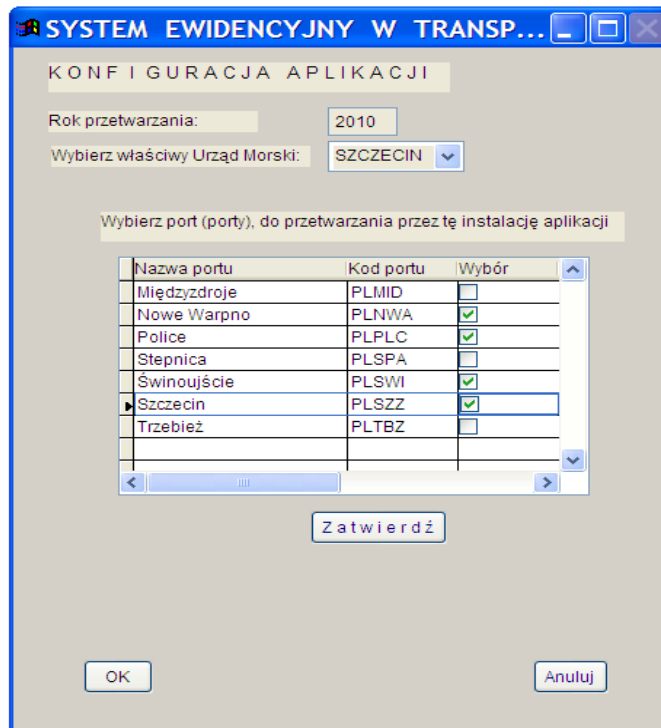 SYSTEM EWIDENCYJNY W TRANSP...
KONFIGURACJA APLIKACJI
Rok przetwarzania: 2010
Wybierz właściwy Urząd Morski: SZCZECIN
Wybierz port (porty), do przetwarzania przez tę instalację aplikacji
Nazwa portu Kod portu Wybór
Międzyzdroje PLMID
Nowe Warpno PLNWA
Police PLPLC
Stepnica PLSPA
Świnoujście PLSWI
Szczecin PLSZZ
Trzebież PLTBZ
Zatwierdź
OK Anuluj